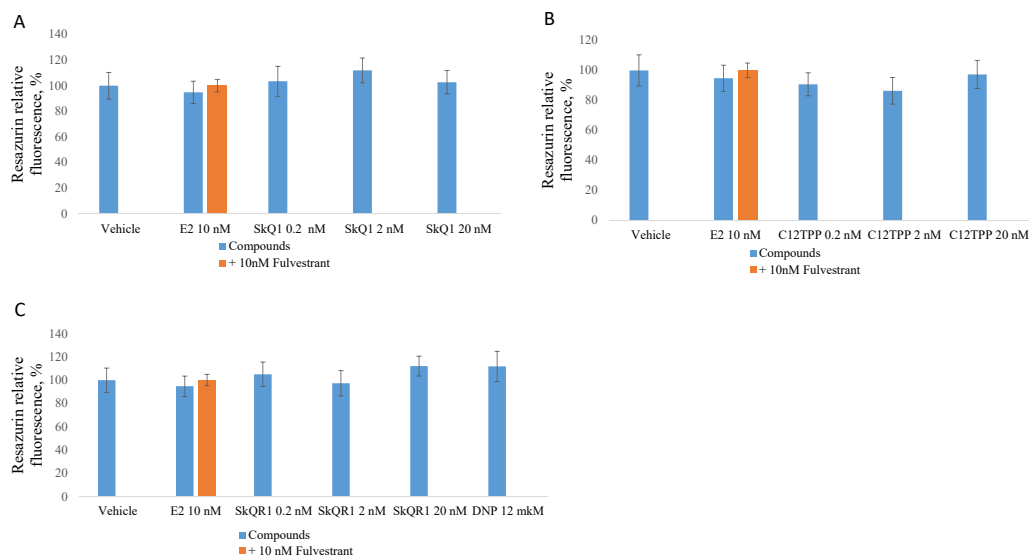 A
Resazurin relative
fluorescence, %
140
120
100
80
60
40
20
0
Vehicle E2 10 nM SkQ1 0.2 nM SkQ1 2 nM SkQ1 20 nM
Compounds
+ 10nM Fulvestrant
B
Resazurin relative
fluorescence, %
120
100
80
60
40
20
0
Vehicle E2 10 nM C12TPP 0.2 nM C12TPP 2 nM C12TPP 20 nM
Compounds
+ 10nM Fulvestrant
C
Resazurin relative
fluorescence, %
140
120
100
80
60
40
20
0
Vehicle E2 10 nM SkQR1 0.2 nM SkQR1 2 nM SkQR1 20 nM DNP 12 mkM
Compounds
+ 10 nM Fulvestrant